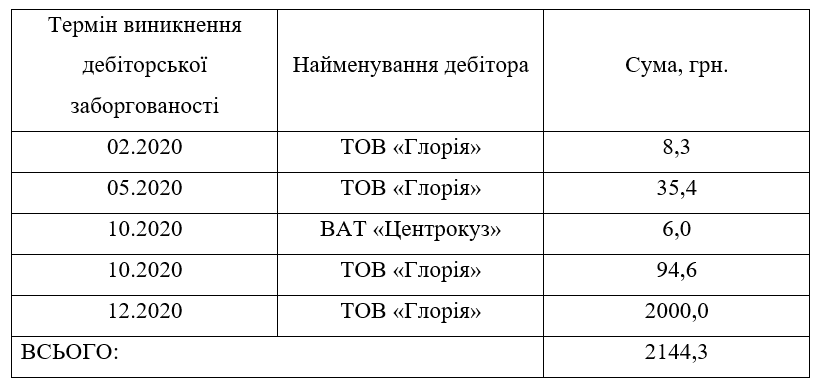 Термін виникнення
дебіторської
заборгованості
Найменування дебітора
Сума, грн.
02.2020 ТОВ «Глорія» 8,3
05.2020 ТОВ «Глорія» 35,4
10.2020 ВАТ «Центрокуз» 6,0
10.2020 ТОВ «Глорія» 94,6
12.2020 ТОВ «Глорія» 2000,0
ВСЬОГО: 2144,3